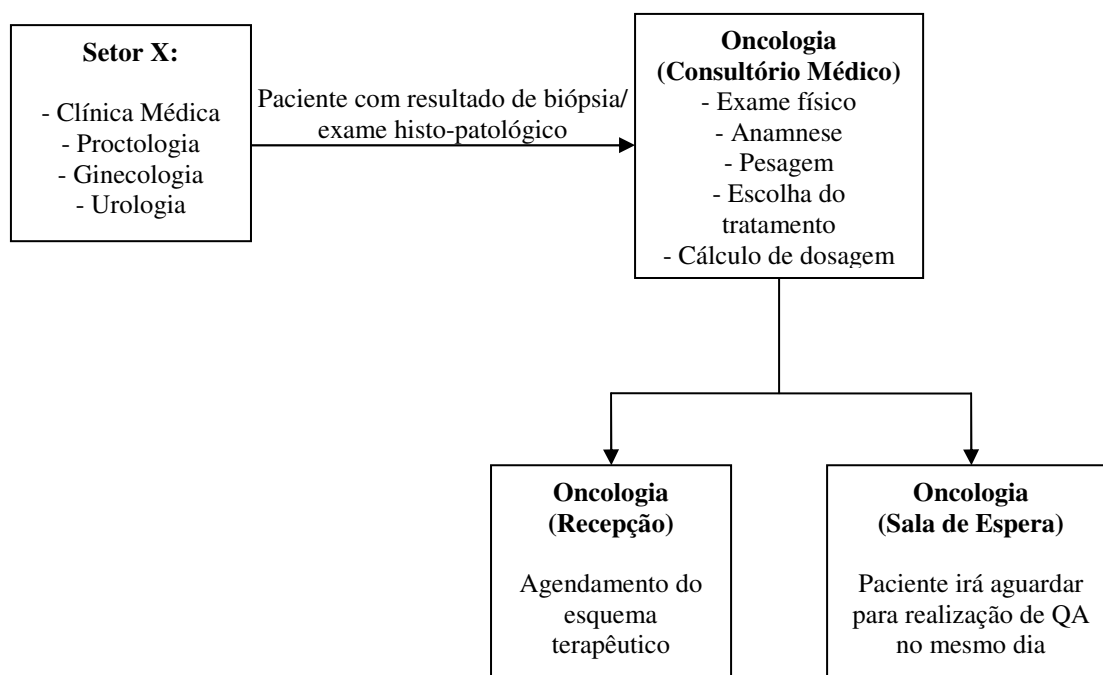 Setor X:
- Clínica Médica
- Proctologia
- Ginecologia
- Urologia
Paciente com resultado de biópsia/
exame histo-patológico
Oncologia
(Consultório Médico)
- Exame físico
- Anamnese
- Pesagem
- Escolha do
tratamento
- Cálculo de dosagem
Oncologia
(Recepção)
Agendamento do
esquema
terapêutico
Oncologia
(Sala de Espera)
Paciente irá aguardar
para realização de QA
no mesmo dia